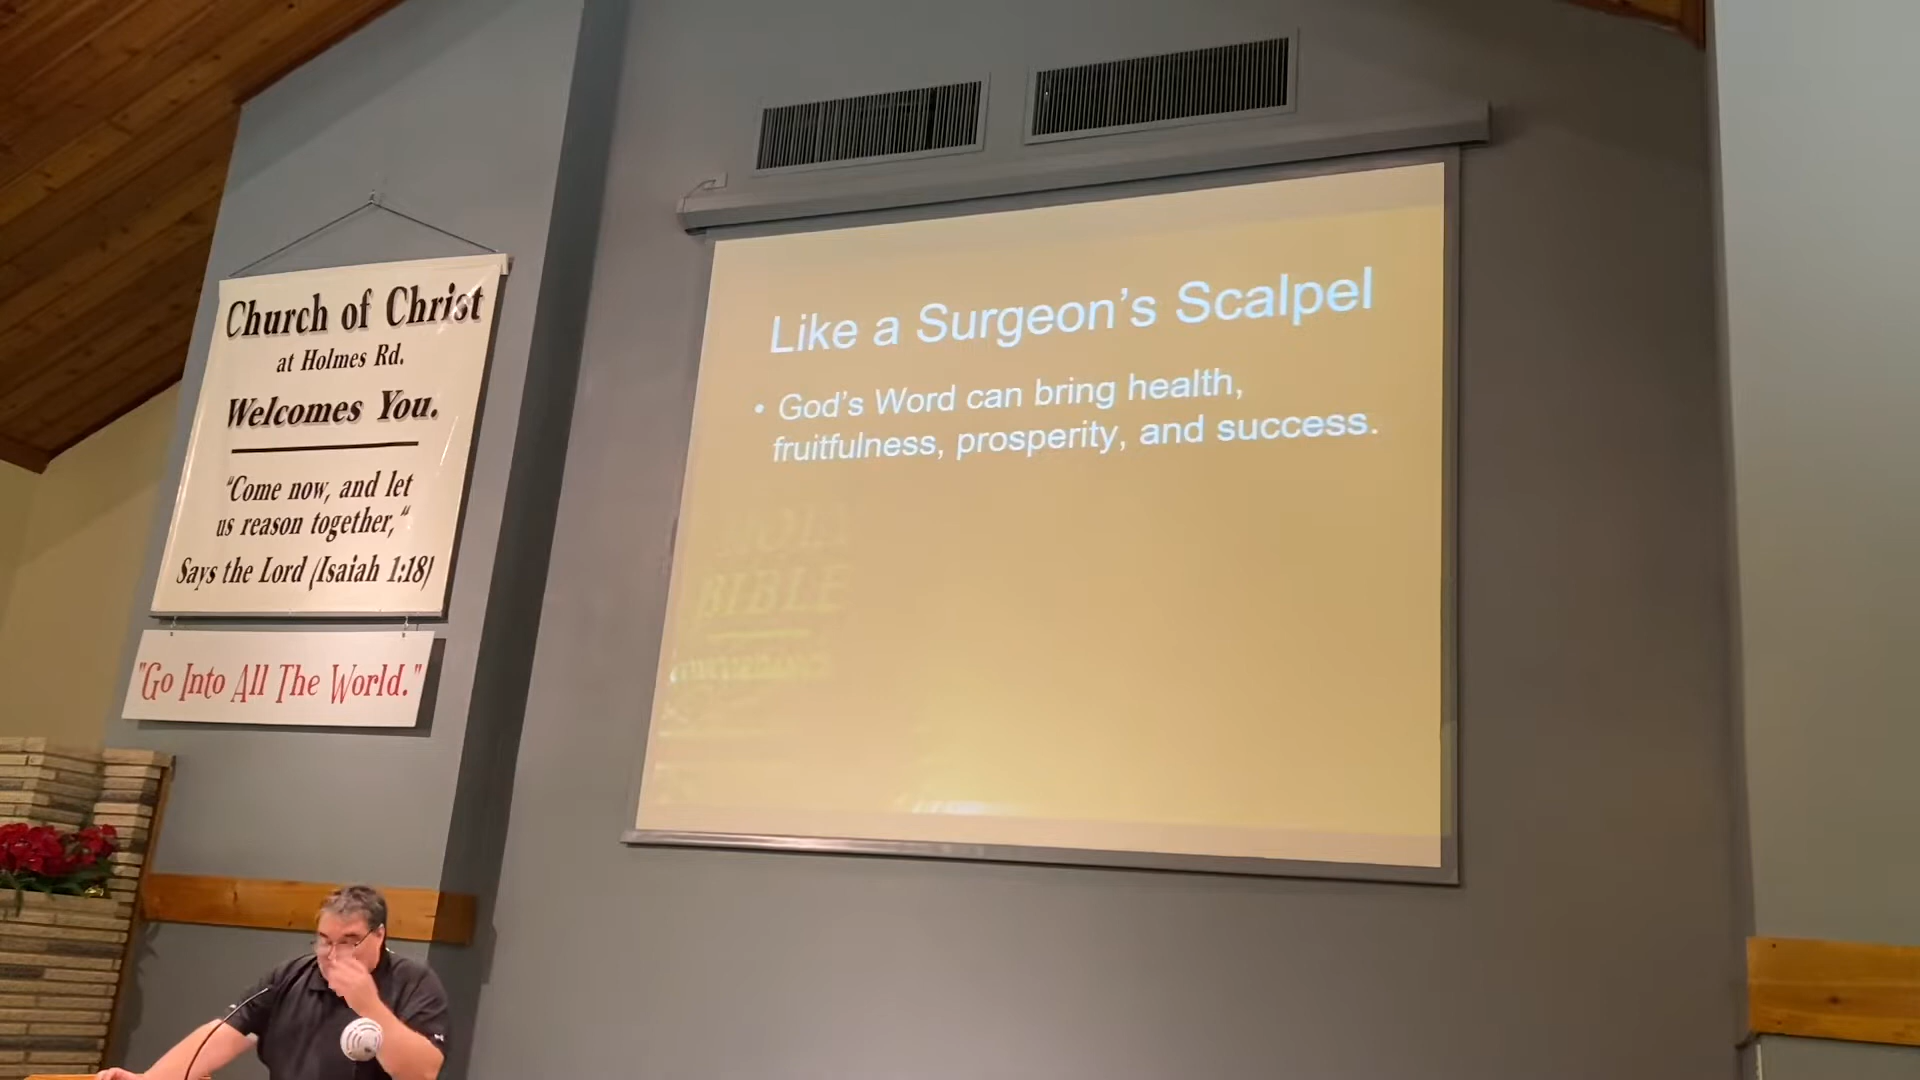 Church of Christ
at Holmes Rd.
Welcomes You.
"Come now, and let
us reason together,"
Says the Lord (Isaiah 1:18)
"Go Into All The World."
Like a Surgeon's Scalpel
• God's Word can bring health,
fruitfulness, prosperity, and success.
HOLY
BIBLE